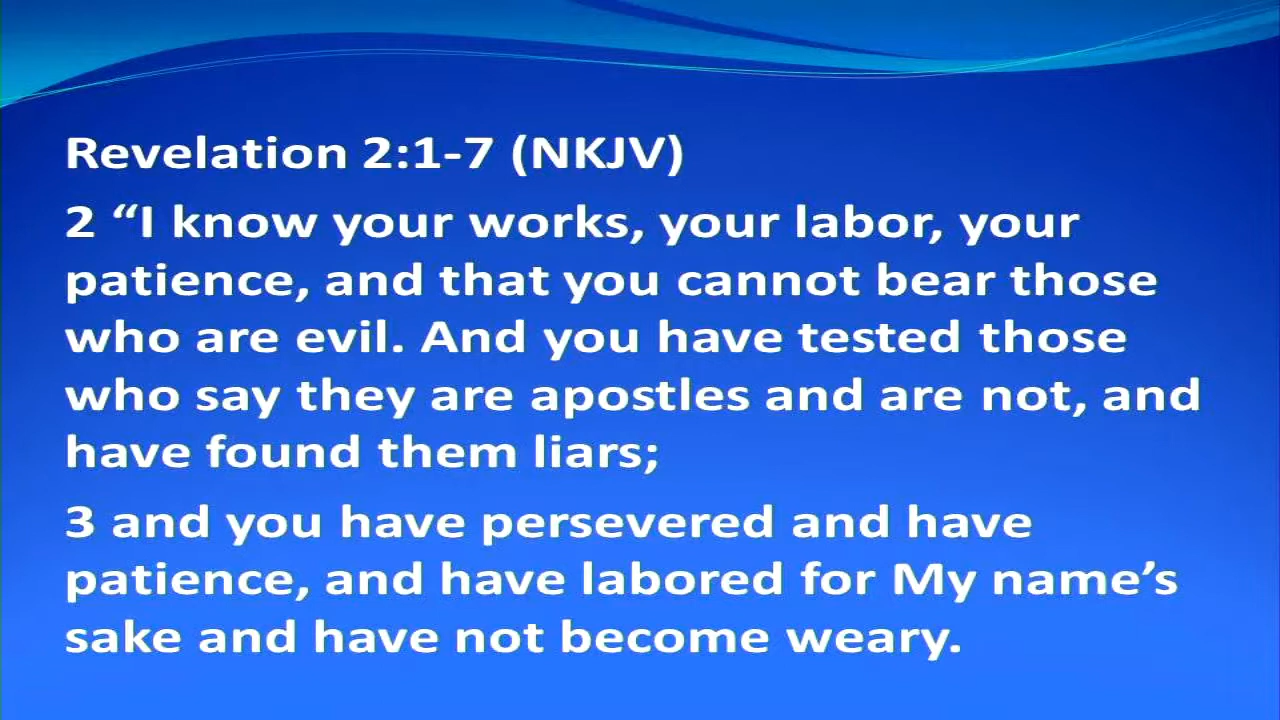 Revelation 2:1-7 (NKJV)
2 “I know your works, your labor, your
patience, and that you cannot bear those
who are evil. And you have tested those
who say they are apostles and are not, and
have found them liars;
3 and you have persevered and have
patience, and have labored for My name’s
sake and have not become weary.